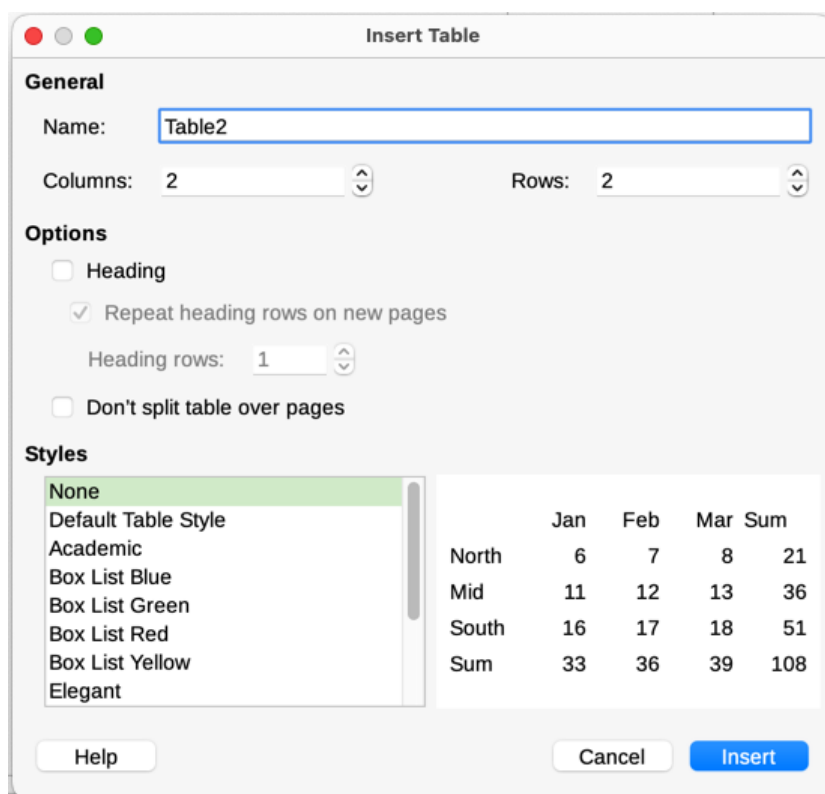 Insert Table
General
Name: Table2
Columns: 2 Rows: 2
Options
Heading
Repeat heading rows on new pages
Heading rows: 1
Don't split table over pages
Styles
None
Default Table Style
Academic
Box List Blue
Box List Green
Box List Red
Box List Yellow
Elegant
Jan Feb Mar Sum
North 6 7 8 21
Mid 11 12 13 36
South 16 17 18 51
Sum 33 36 39 108
Help Cancel Insert